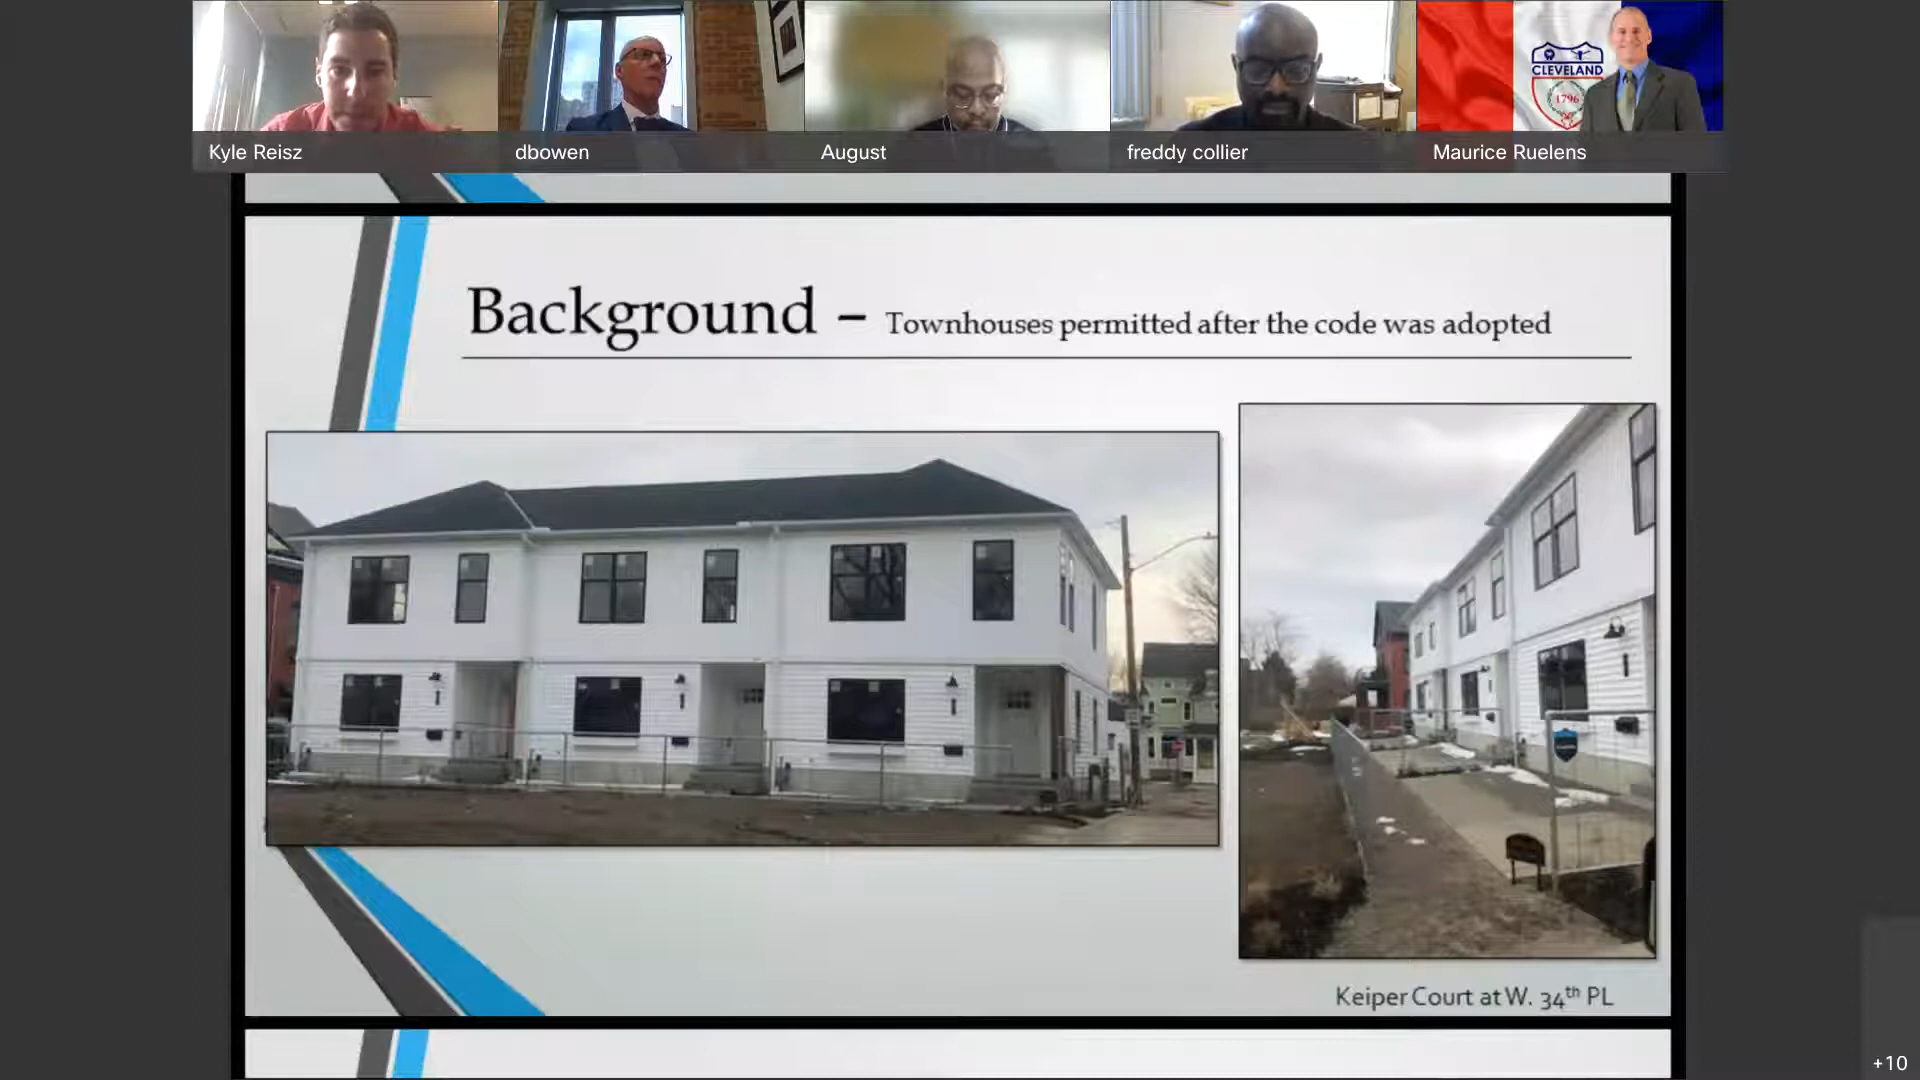 CLEVELAND
1796
Kyle Reisz
dbowen
August
freddy collier
Maurice Ruelens
Background – Townhouses permitted after the code was adopted
Keiper Court at W. 34th PL
+10